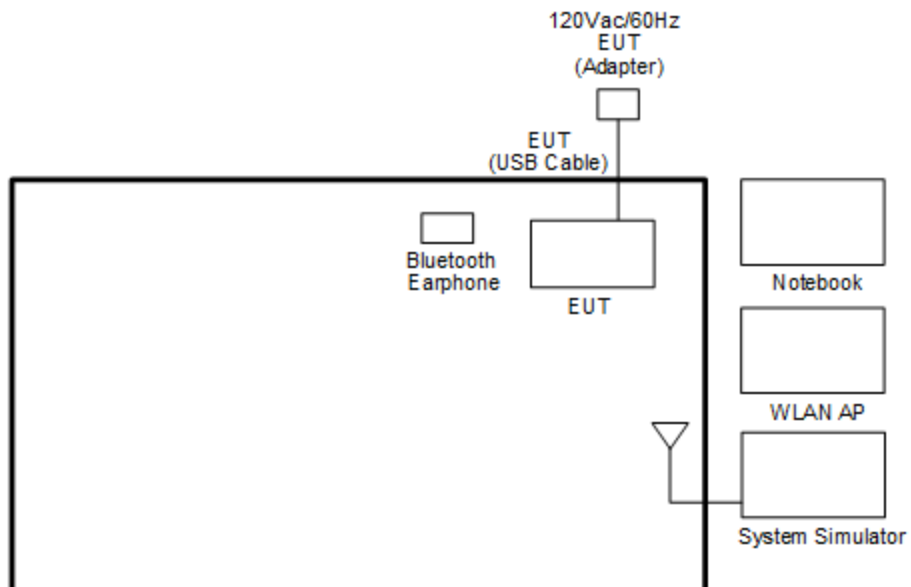 120Vac/60Hz
EUT
(Adapter)
EUT
(USB Cable)
Bluetooth
Earphone
EUT
Notebook
WLAN AP
System Simulator